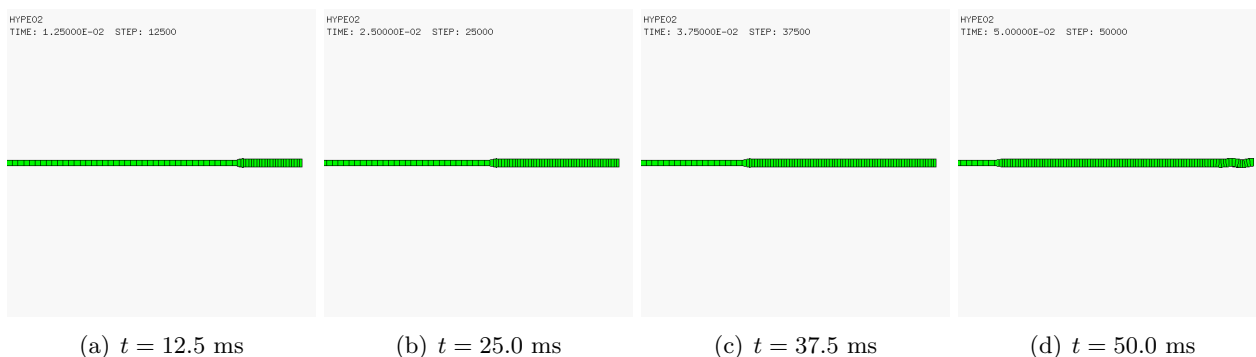 HYPE02
TIME: 1.25000E-02 STEP: 12500
HYPE02
TIME: 2.50000E-02 STEP: 25000
HYPE02
TIME: 3.75000E-02 STEP: 37500
HYPE02
TIME: 5.00000E-02 STEP: 50000
(a) t = 12.5 ms
(b) t = 25.0 ms
(c) t = 37.5 ms
(d) t = 50.0 ms